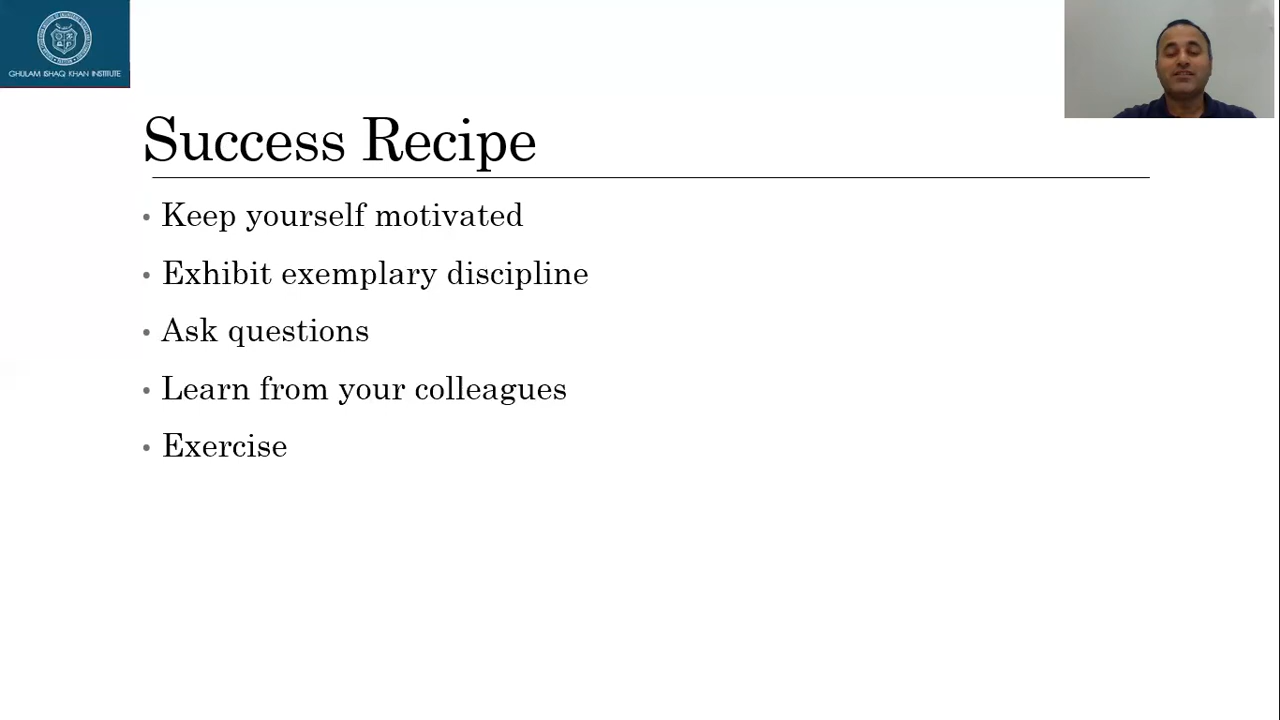 GHULAM ISHAQ KHAN INSTITUTE
Success Recipe
• Keep yourself motivated
• Exhibit exemplary discipline
• Ask questions
• Learn from your colleagues
• Exercise